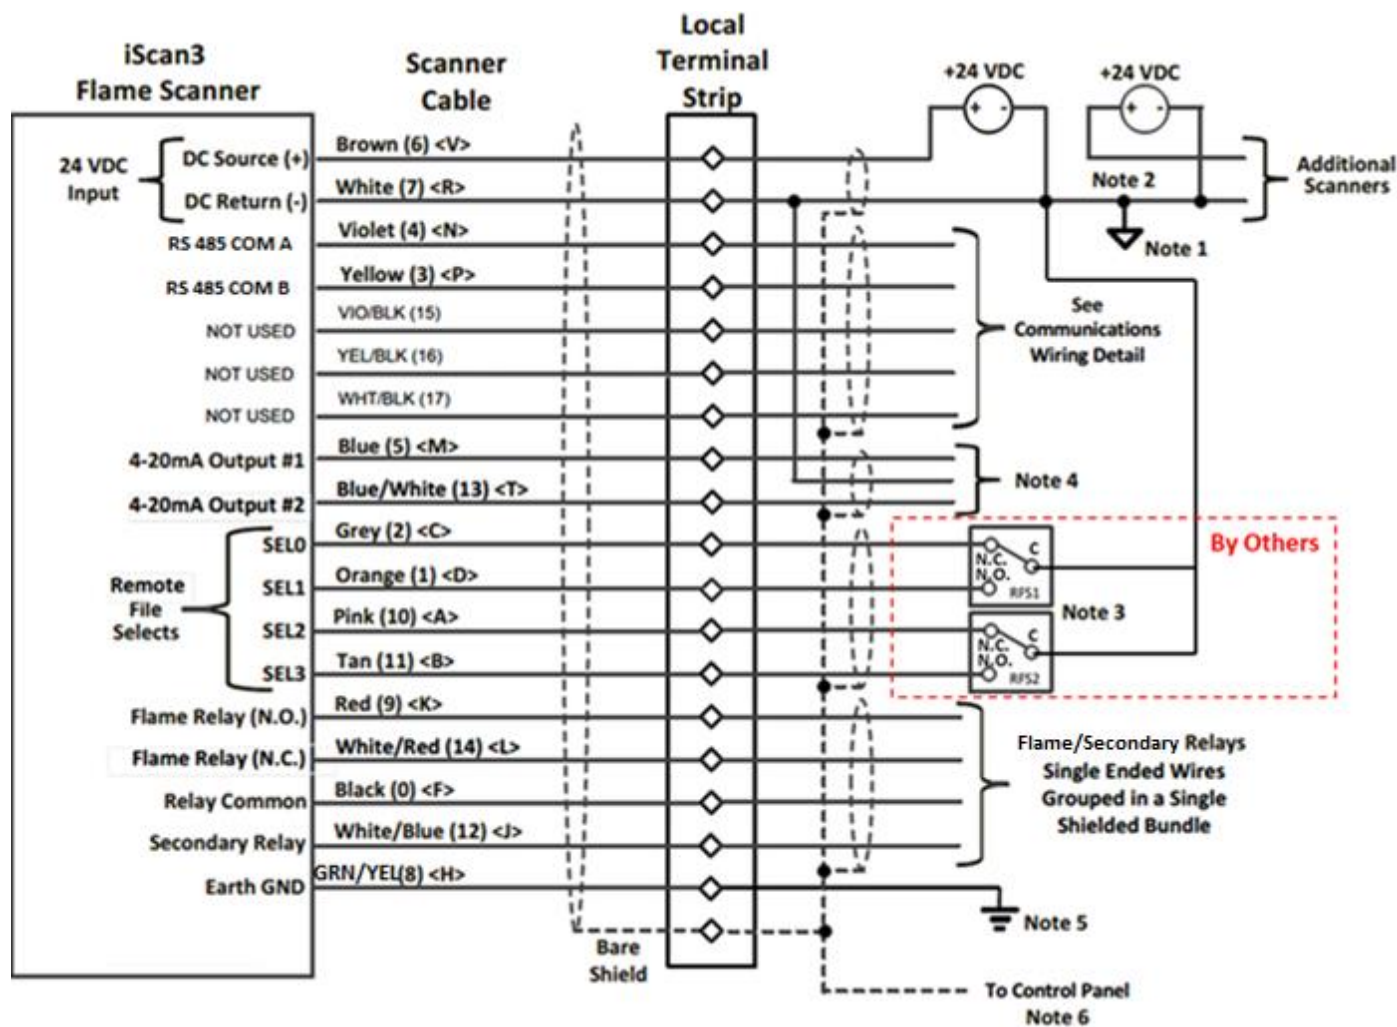 iScan3
Flame Scanner
Scanner
Cable
Local
Terminal
Strip
+24 VDC
+24 VDC
+ -
+ -
24 VDC
Input
DC Source (+)
Brown (6) <V>
DC Return (-)
White (7) <R>
Note 2
Additional
Scanners
RS 485 COM A
Violet (4) <N>
Note 1
RS 485 COM B
Yellow (3) <P>
NOT USED
VIO/BLK (15)
See
Communications
Wiring Detail
NOT USED
YEL/BLK (16)
NOT USED
WHT/BLK (17)
4-20mA Output #1
Blue (5) <M>
Note 4
4-20mA Output #2
Blue/White (13) <T>
Remote
File
Selects
SEL0
Grey (2) <C>
SEL1
Orange (1) <D>
SEL2
Pink (10) <A>
SEL3
Tan (11) <B>
By Others
C
N.C.
N.O.
RFS1
Note 3
C
N.C.
N.O.
RFS2
Flame Relay (N.O.)
Red (9) <K>
Flame Relay (N.C.)
White/Red (14) <L>
Relay Common
Black (0) <F>
Secondary Relay
White/Blue (12) <J>
Flame/Secondary Relays
Single Ended Wires
Grouped in a Single
Shielded Bundle
Earth GND
GRN/YEL(8) <H>
Note 5
Bare
Shield
To Control Panel
Note 6